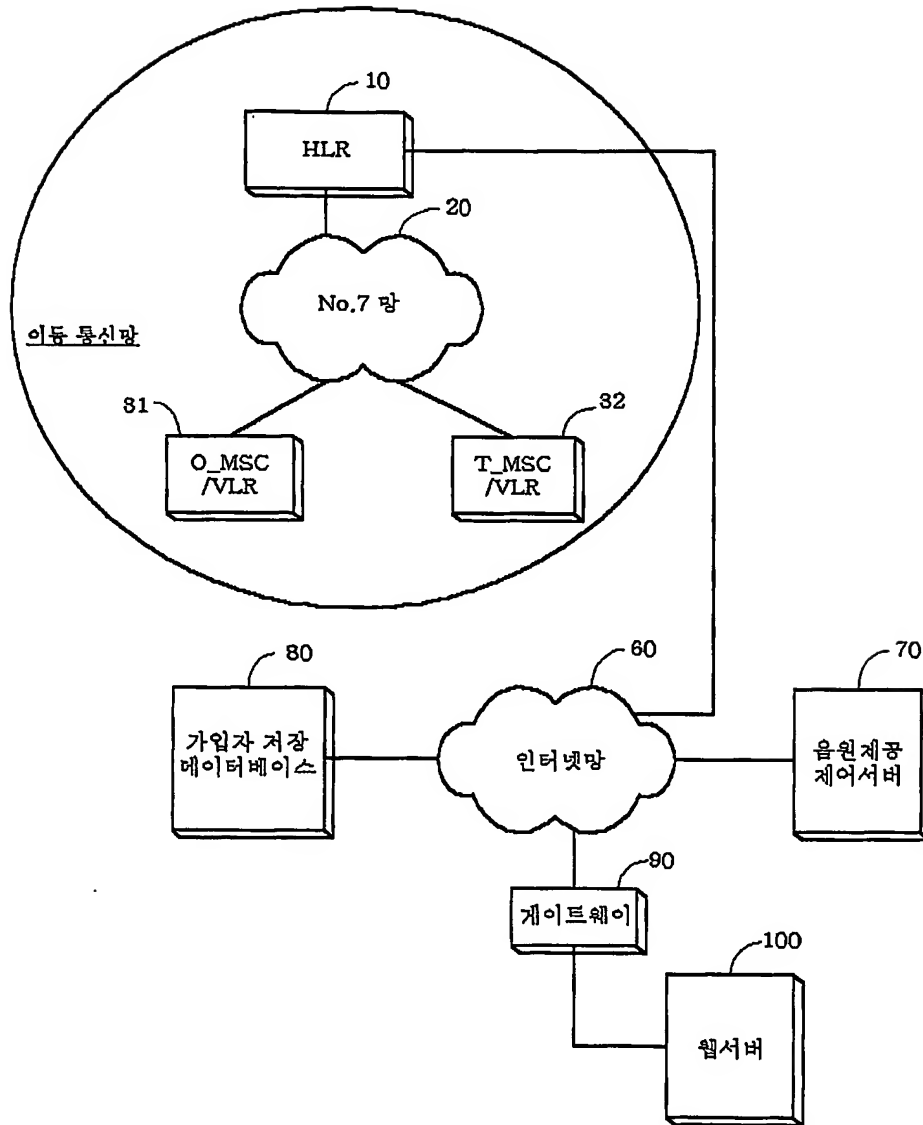 10
HLR
20
No.7 망
이동 통신망
31
O_MSC
/VLR
32
T_MSC
/VLR
80
가입자 저장
데이터베이스
60
인터넷망
70
음원제공
제어서버
90
게이트웨이
100
웹서버